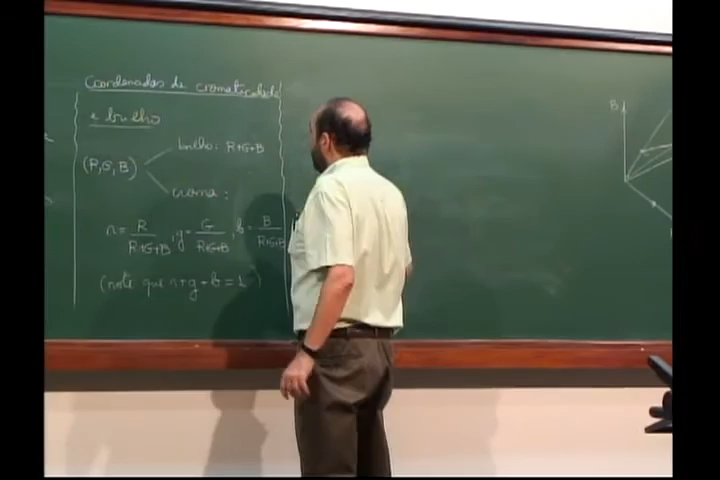 Coordenadas de cromaticidade
e brilho
(R,G,B)
brilho: R+G+B
croma:
r = R/R+G+B, g = G/R+G+B, b = B/R+G+B
(note que r+g+b = 1)
B